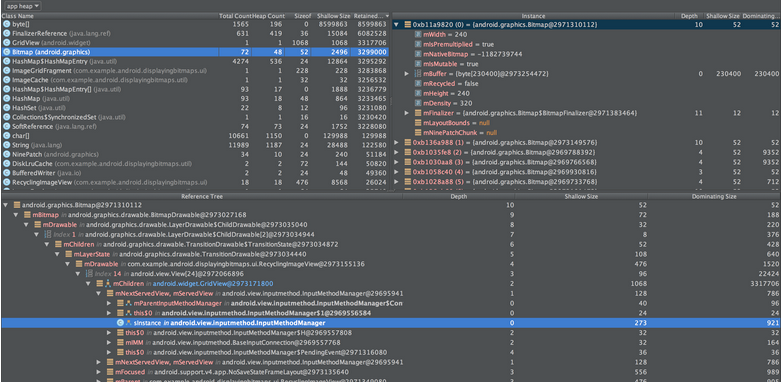 app heap
Class Name Total Count Heap Count Sizeof Shallow Size Retained...
byte[] 1565 196 0 8599863 8599863
FinalizerReference (java.lang.ref) 631 419 36 15084 6082528
GridView (android.widget) 1 1 1068 1068 3317706
Bitmap (android.graphics) 72 48 52 2496 3299000
HashMap$HashMapEntry (java.util) 4274 536 24 12864 3295292
ImageGridFragment (com.example.android.displayingbitmaps.ui) 1 1 228 228 3283868
ImageCache (com.example.android.displayingbitmaps.util) 1 1 32 32 3256532
HashMap$HashMapEntry[] (java.util) 93 17 0 1888 3236779
HashMap (java.util) 93 18 48 864 3233465
HashSet (java.util) 22 8 12 96 3231080
Collections$SynchronizedSet (java.util) 1 1 16 16 3230420
SoftReference (java.lang.ref) 74 73 24 1752 3228080
char[] 10661 1150 0 129988 129988
String (java.lang) 11989 1187 24 28488 122580
NinePatch (android.graphics) 34 10 24 240 51184
DiskLruCache (com.example.android.displayingbitmaps.util) 2 2 72 144 50820
BufferedWriter (java.io) 2 2 24 48 49360
RecyclingImageView (com.example.android.displayingbitmaps.ui) 18 18 476 8568 26024
Instance Depth Shallow Size Dominating...
0xb11a9820 (0) = {android.graphics.Bitmap@2971310112} 10 52 52
mWidth = 240
mIsPremultiplied = true
mNativeBitmap = -1182739744
mIsMutable = true
mBuffer = {byte[230400]@2973254472} 0 230400 230400
mRecycled = false
mHeight = 240
mDensity = 320
mFinalizer = {android.graphics.Bitmap$BitmapFinalizer@2971383464} 11 12 12
mLayoutBounds = null
mNinePatchChunk = null
0xb136a988 (1) = {android.graphics.Bitmap@2973149576} 10 52 52
0xb1035fe8 (2) = {android.graphics.Bitmap@2969788392} 4 52 9352
0xb1030aa8 (3) = {android.graphics.Bitmap@2969766568} 4 52 9352
0xb1058c40 (4) = {android.graphics.Bitmap@2969930816} 3 52 9352
0xb1028a88 (5) = {android.graphics.Bitmap@2969733768} 4 52 712
Reference Tree Depth Shallow Size Dominating Size
android.graphics.Bitmap@2971310112 10 52 52
mBitmap in android.graphics.drawable.BitmapDrawable@2973027168 9 72 188
mDrawable in android.graphics.drawable.LayerDrawable$ChildDrawable@2973035040 8 32 220
Index 1 in android.graphics.drawable.LayerDrawable$ChildDrawable[2]@2973034944 7 8 376
mChildren in android.graphics.drawable.TransitionDrawable$TransitionState@2973034872 6 52 428
mLayerState in android.graphics.drawable.TransitionDrawable@2973034440 5 108 640
mDrawable in com.example.android.displayingbitmaps.ui.RecyclingImageView@2973155136 4 476 1520
Index 14 in android.view.View[24]@2972066896 3 96 22424
mChildren in android.widget.GridView@2973171800 2 1068 3317706
mNextServedView, mServedView in android.view.inputmethod.InputMethodManager@29695941 1 128 786
mParentInputMethodManager in android.view.inputmethod.InputMethodManager$Con 0 40 96
this$0 in android.view.inputmethod.InputMethodManager$1@2969556584 0 24 24
sInstance in android.view.inputmethod.InputMethodManager 0 273 921
this$0 in android.view.inputmethod.InputMethodManager$H@2969557808 2 32 32
mIMM in android.view.inputmethod.BaseInputConnection@2969557768 2 32 164
this$0 in android.view.inputmethod.InputMethodManager$PendingEvent@2971316080 4 36 36
mNextServedView, mServedView in android.view.inputmethod.InputMethodManager@29695941 1 128 786
mFocused in android.support.v4.app.NoSaveStateFrameLayout@2973135640 3 556 989